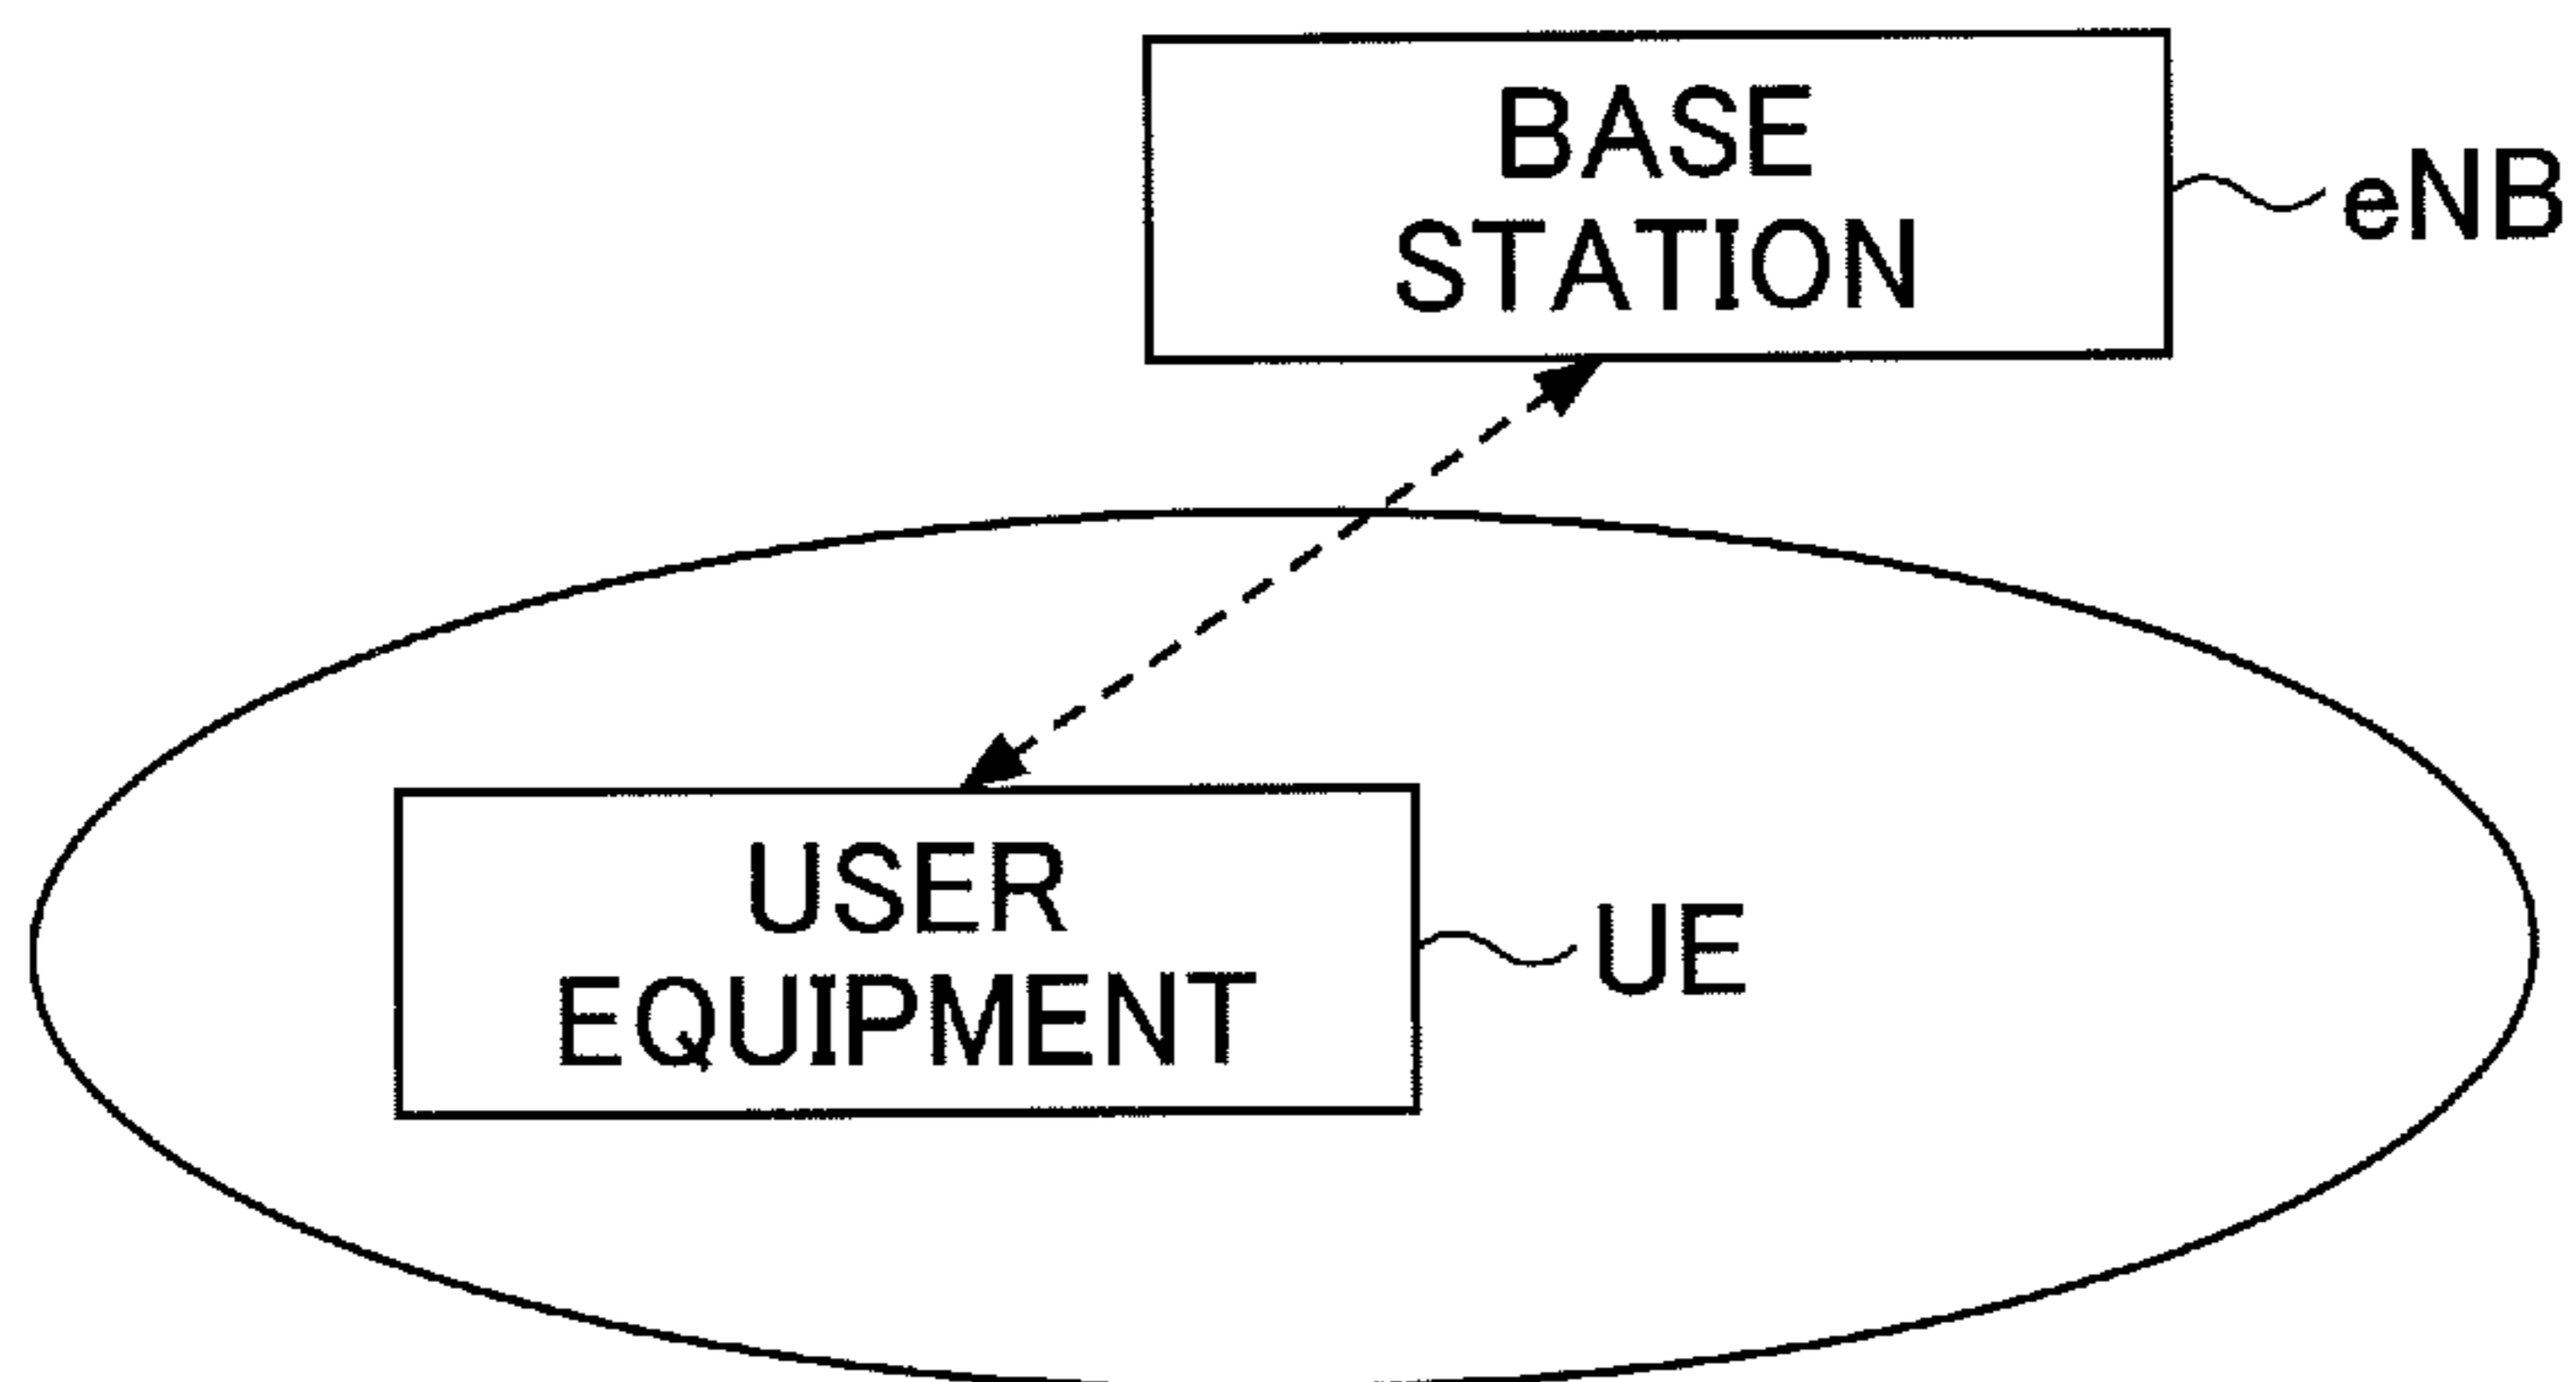 BASE
STATION
eNB
USER
EQUIPMENT
UE